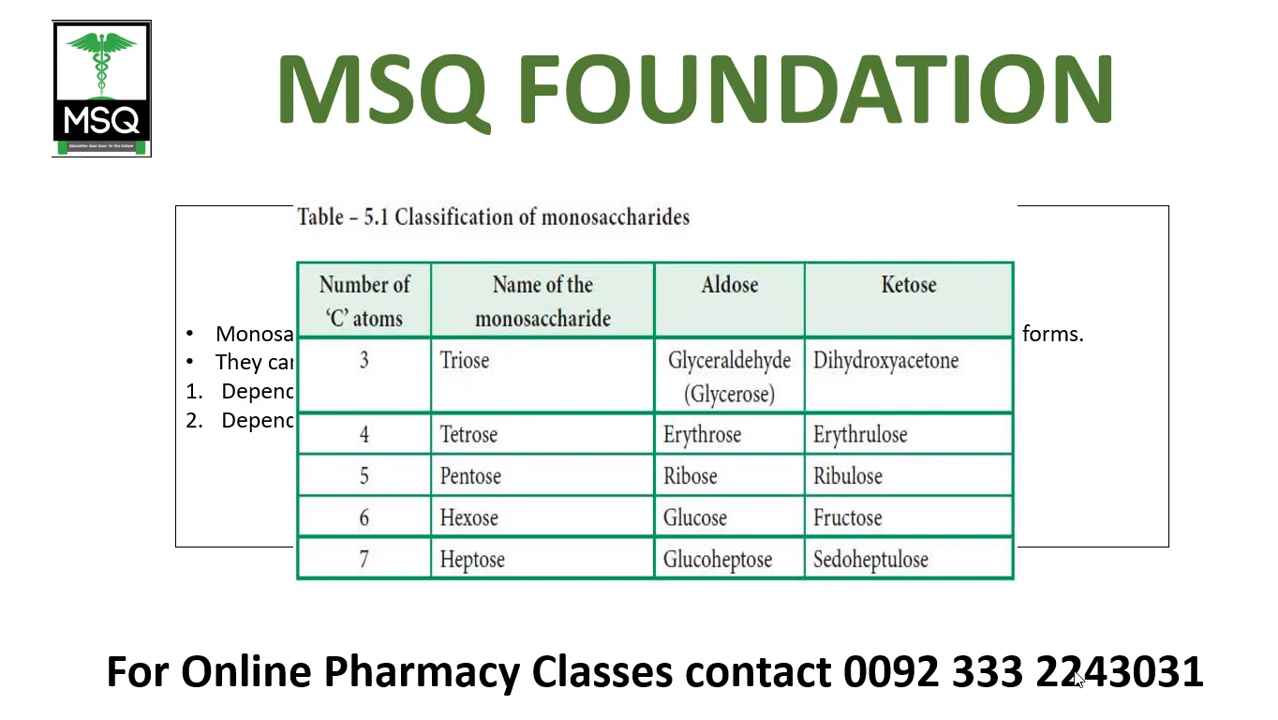 MSQ FOUNDATION
MSQ
Table – 5.1 Classification of monosaccharides
Number of 'C' atoms Name of the monosaccharide Aldose Ketose
3 Triose Glyceraldehyde (Glycerose) Dihydroxyacetone
4 Tetrose Erythrose Erythrulose
5 Pentose Ribose Ribulose
6 Hexose Glucose Fructose
7 Heptose Glucoheptose Sedoheptulose
• Monosa forms.
• They car
1. Depend
2. Depend
For Online Pharmacy Classes contact 0092 333 2243031